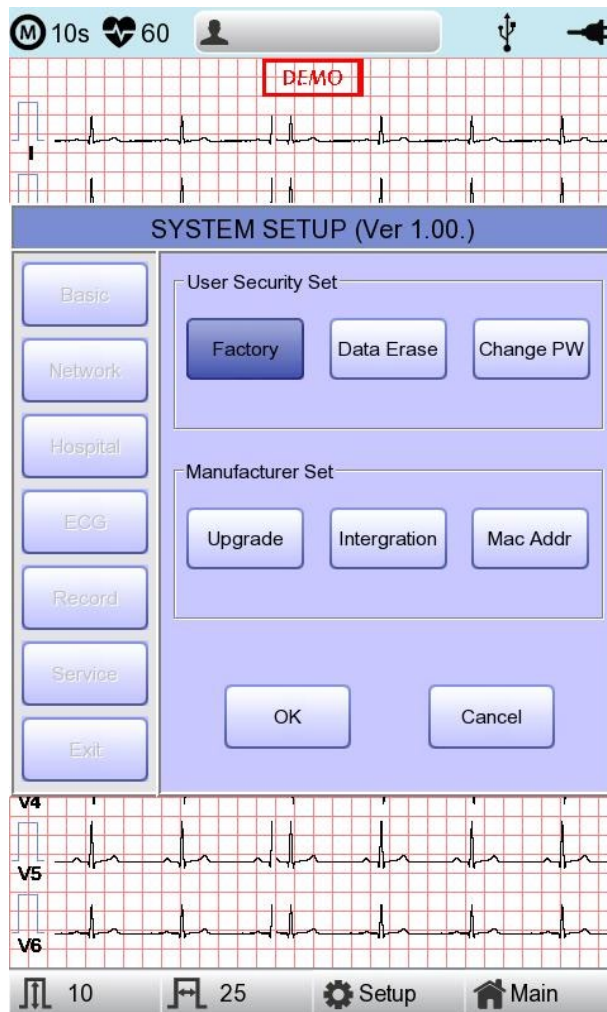 M 10s 60
DEMO
I
SYSTEM SETUP (Ver 1.00.)
Basic
Network
Hospital
ECG
Record
Service
Exit
User Security Set
Factory Data Erase Change PW
Manufacturer Set
Upgrade Intergration Mac Addr
OK Cancel
V4
V5
V6
10 25 Setup Main